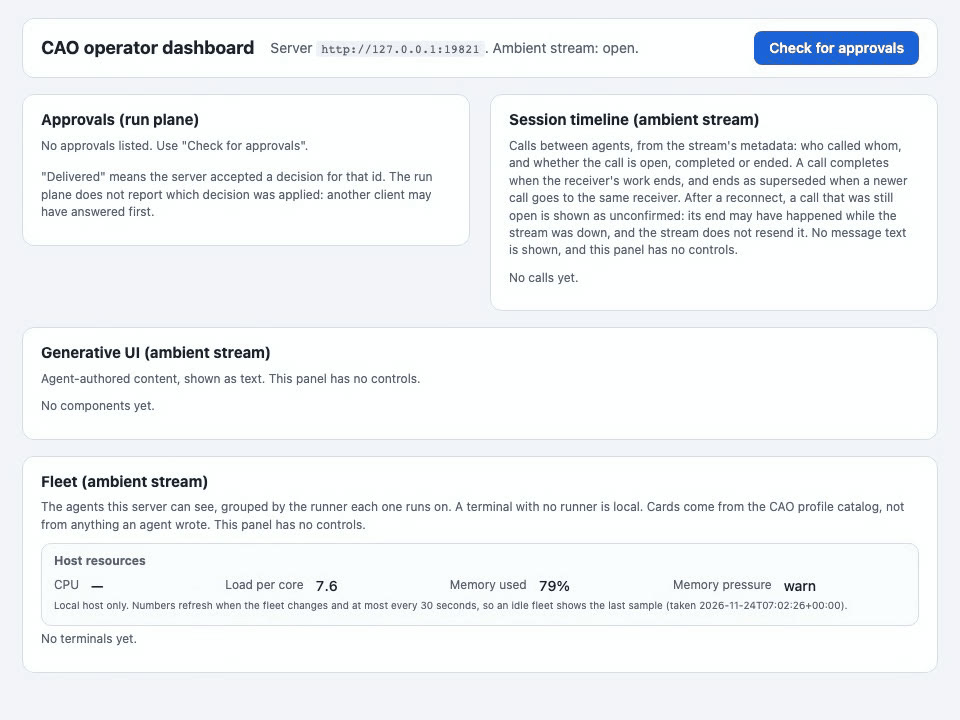 CAO operator dashboard Server http://127.0.0.1:19821 . Ambient stream: open. Check for approvals
Approvals (run plane)
No approvals listed. Use "Check for approvals".
"Delivered" means the server accepted a decision for that id. The run
plane does not report which decision was applied: another client may
have answered first.
Session timeline (ambient stream)
Calls between agents, from the stream's metadata: who called whom,
and whether the call is open, completed or ended. A call completes
when the receiver's work ends, and ends as superseded when a newer
call goes to the same receiver. After a reconnect, a call that was still
open is shown as unconfirmed: its end may have happened while the
stream was down, and the stream does not resend it. No message text
is shown, and this panel has no controls.
No calls yet.
Generative UI (ambient stream)
Agent-authored content, shown as text. This panel has no controls.
No components yet.
Fleet (ambient stream)
The agents this server can see, grouped by the runner each one runs on. A terminal with no runner is local. Cards come from the CAO profile catalog, not
from anything an agent wrote. This panel has no controls.
Host resources
CPU — Load per core 7.6 Memory used 79% Memory pressure warn
Local host only. Numbers refresh when the fleet changes and at most every 30 seconds, so an idle fleet shows the last sample (taken 2026-11-24T07:02:26+00:00).
No terminals yet.